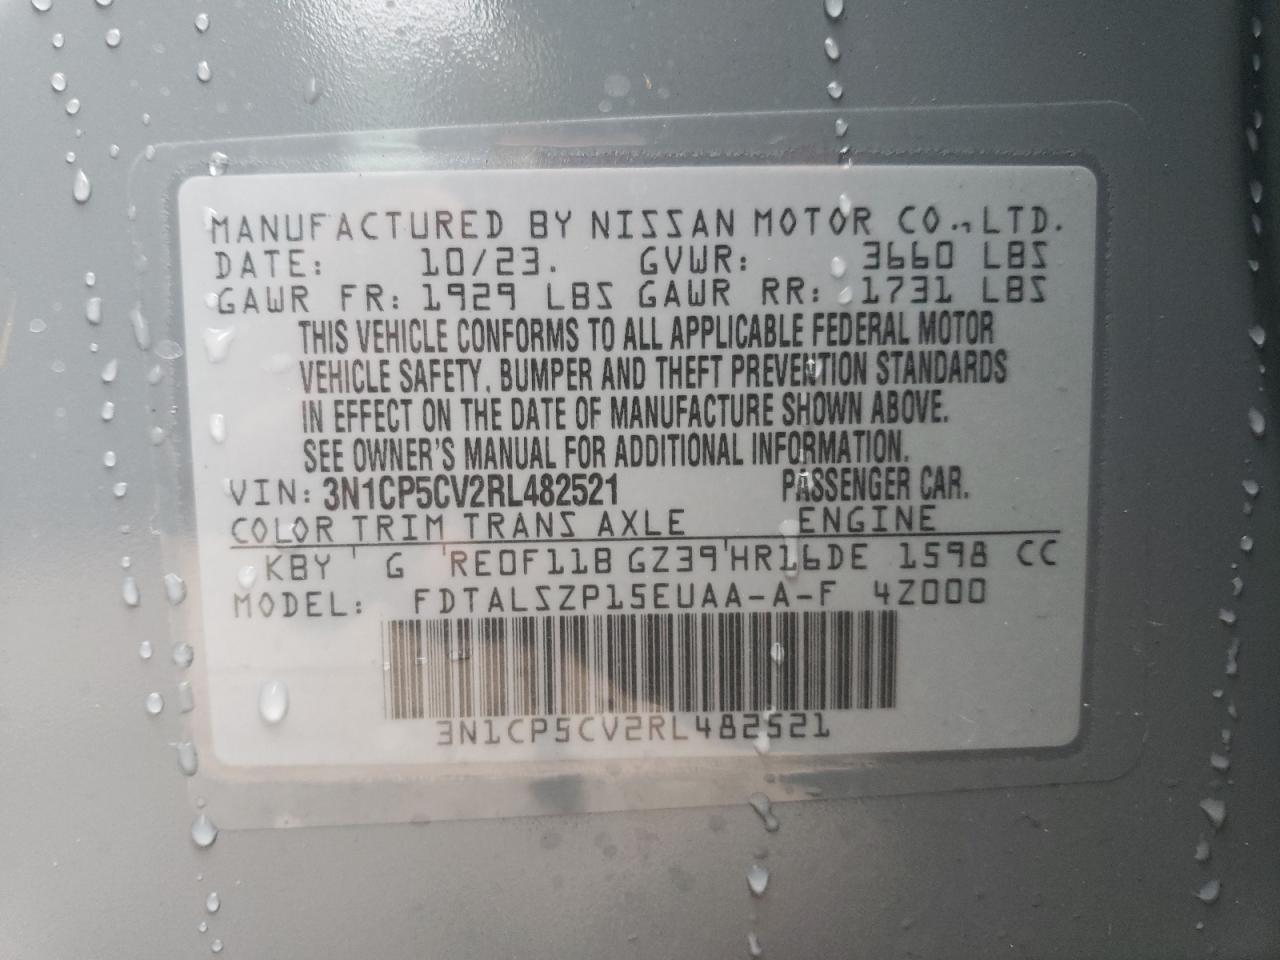 MANUFACTURED BY NISSAN MOTOR CO., LTD.
DATE: 10/23. GVWR: 3660 LBS
GAWR FR: 1929 LBS GAWR RR: 1731 LBS
THIS VEHICLE CONFORMS TO ALL APPLICABLE FEDERAL MOTOR
VEHICLE SAFETY, BUMPER AND THEFT PREVENTION STANDARDS
IN EFFECT ON THE DATE OF MANUFACTURE SHOWN ABOVE.
SEE OWNER'S MANUAL FOR ADDITIONAL INFORMATION.
VIN: 3N1CP5CV2RL482521 PASSENGER CAR.
COLOR TRIM TRANS AXLE ENGINE
KBY G RE0F11B GZ39 HR16DE 1598 CC
MODEL: FDTALSZP15EUAA-A-F 4Z000
3N1CP5CV2RL482521